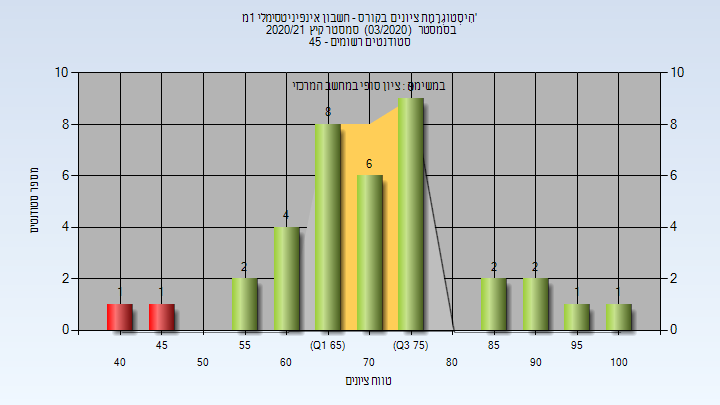 היסטוגרמת ציונים בקורס - חשבון אינפיניטסימלי 1מ'
בסמסטר (03/2020) סמסטר קיץ 2020/21
סטודנטים רשומים - 45
במשימה: ציון סופי במחשב המרכזי
10 10
8 8
6 6
4 4
2 2
0 0
1 1 2 4 8 6 9 2 2 1 1
מספר סטודנטים
45 55 (Q1 65) (Q3 75) 85 95
40 50 60 70 80 90 100
טווח ציונים